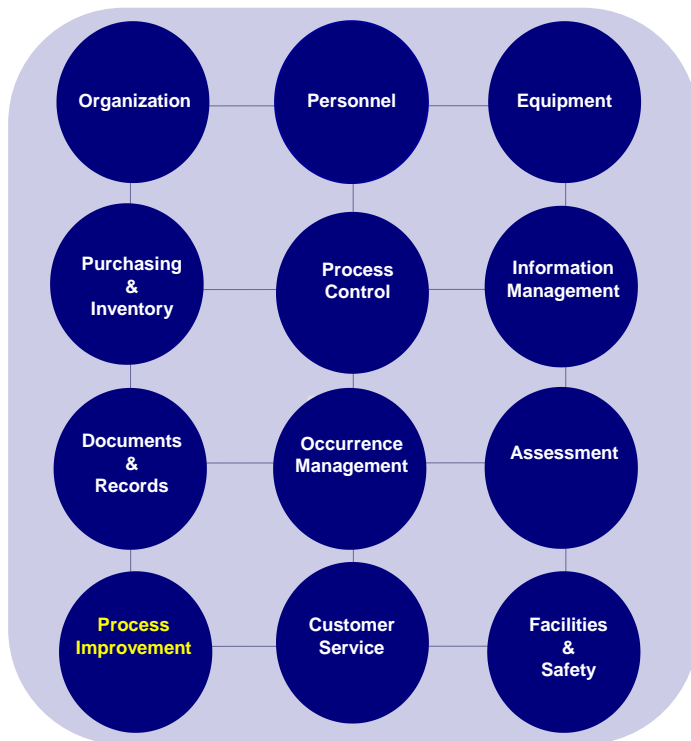 Organization
Personnel
Equipment
Purchasing
&
Inventory
Process
Control
Information
Management
Documents
&
Records
Occurrence
Management
Assessment
Process
Improvement
Customer
Service
Facilities
&
Safety